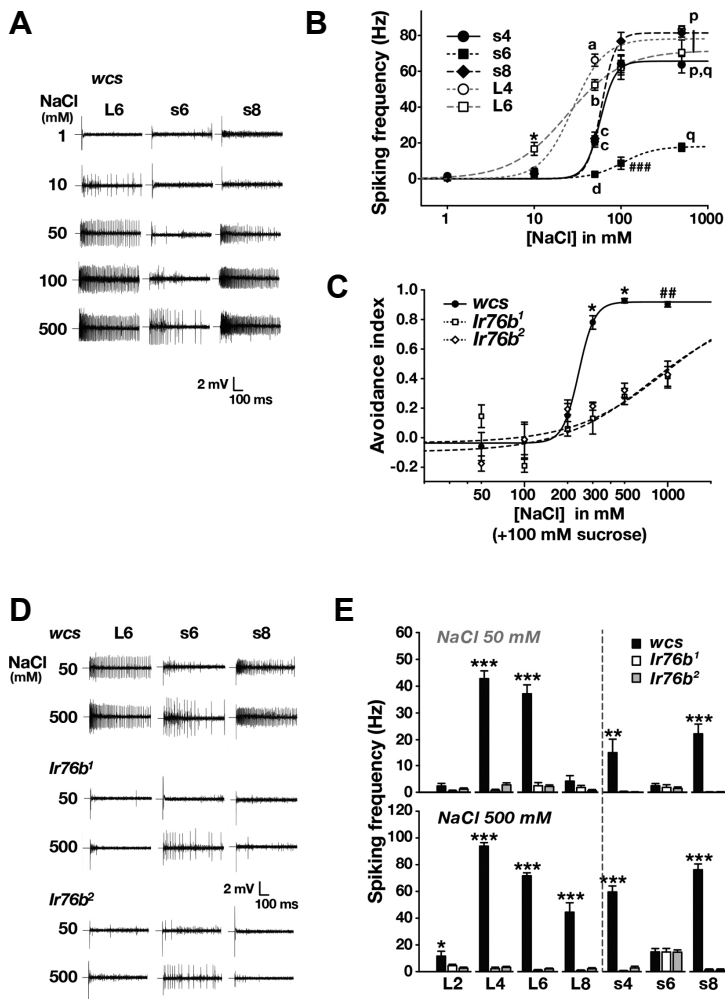 A
wcs
NaCl
(mM)
L6 s6 s8
1
10
50
100
500
2 mV
100 ms
B
Spiking frequency (Hz)
80
60
40
20
0
s4
s6
s8
L4
L6
*
a
b
c
c
d
###
p
p,q
q
1 10 100 1000
[NaCl] in mM
C
Avoidance index
1.0
0.8
0.6
0.4
0.2
0.0
-0.2
wcs
Ir76b1
Ir76b2
* * ##
50 100 200 300 500 1000
[NaCl] in mM
(+100 mM sucrose)
D
wcs L6 s6 s8
NaCl
(mM)
50
500
Ir76b1
50
500
2 mV
100 ms
Ir76b2
50
500
E
Spiking frequency (Hz)
NaCl 50 mM
wcs
Ir76b1
Ir76b2
60
50
40
30
20
10
0
*** *** ** ***
NaCl 500 mM
120
100
80
60
40
20
0
* *** *** *** *** ***
L2 L4 L6 L8 s4 s6 s8